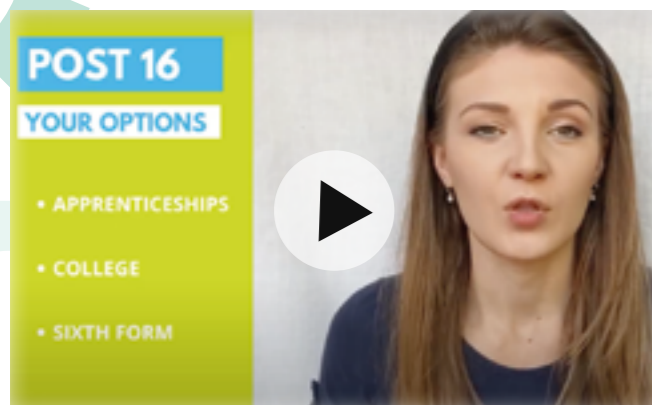 POST 16
YOUR OPTIONS
• APPRENTICESHIPS
• COLLEGE
• SIXTH FORM